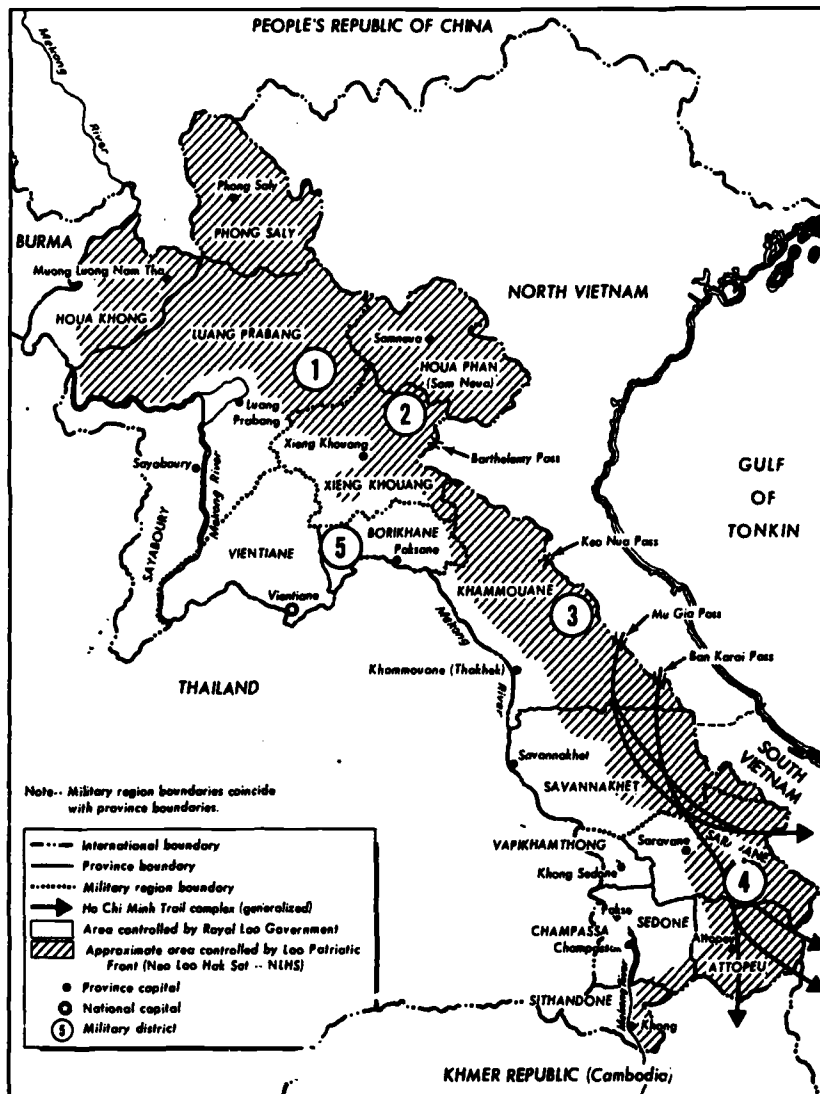 PEOPLE'S REPUBLIC OF CHINA
Mekong
River
Phong Saly
PHONG SALY
BURMA
Muong Luong Nam Tha
HOUA KHONG
LUANG PRABANG
NORTH VIETNAM
Samneua
HOUA PHAN
(Sam Neua)
1
2
Luang
Prabang
Xieng Khouang
Barthelemy Pass
Sayaboury
Mekong River
XIENG KHOUANG
GULF
OF
TONKIN
SAYABOURY
VIENTIANE
5
BORIKHANE
Paksane
Keo Nua Pass
KHAMMOUANE
3
Vientiane
Mekong
River
Mu Gia Pass
Ban Karai Pass
Khammouane (Thakhek)
THAILAND
SOUTH
VIETNAM
Savannakhet
SAVANNAKHET
Note-- Military region boundaries coincide
with province boundaries.
VAPIKHAMTHONG
Saravane
SARAVANE
Khong Sedone
4
Pakse
SEDONE
CHAMPASSA
Champassak
Attopeu
ATTOPEU
SITHANDONE
Mekong River
Khong
KHMER REPUBLIC (Cambodia)
International boundary
Province boundary
Military region boundary
Ho Chi Minh Trail complex (generalized)
Area controlled by Royal Lao Government
Approximate area controlled by Lao Patriotic
Front (Neo Lao Hak Sat -- NLHS)
Province capital
National capital
5 Military district